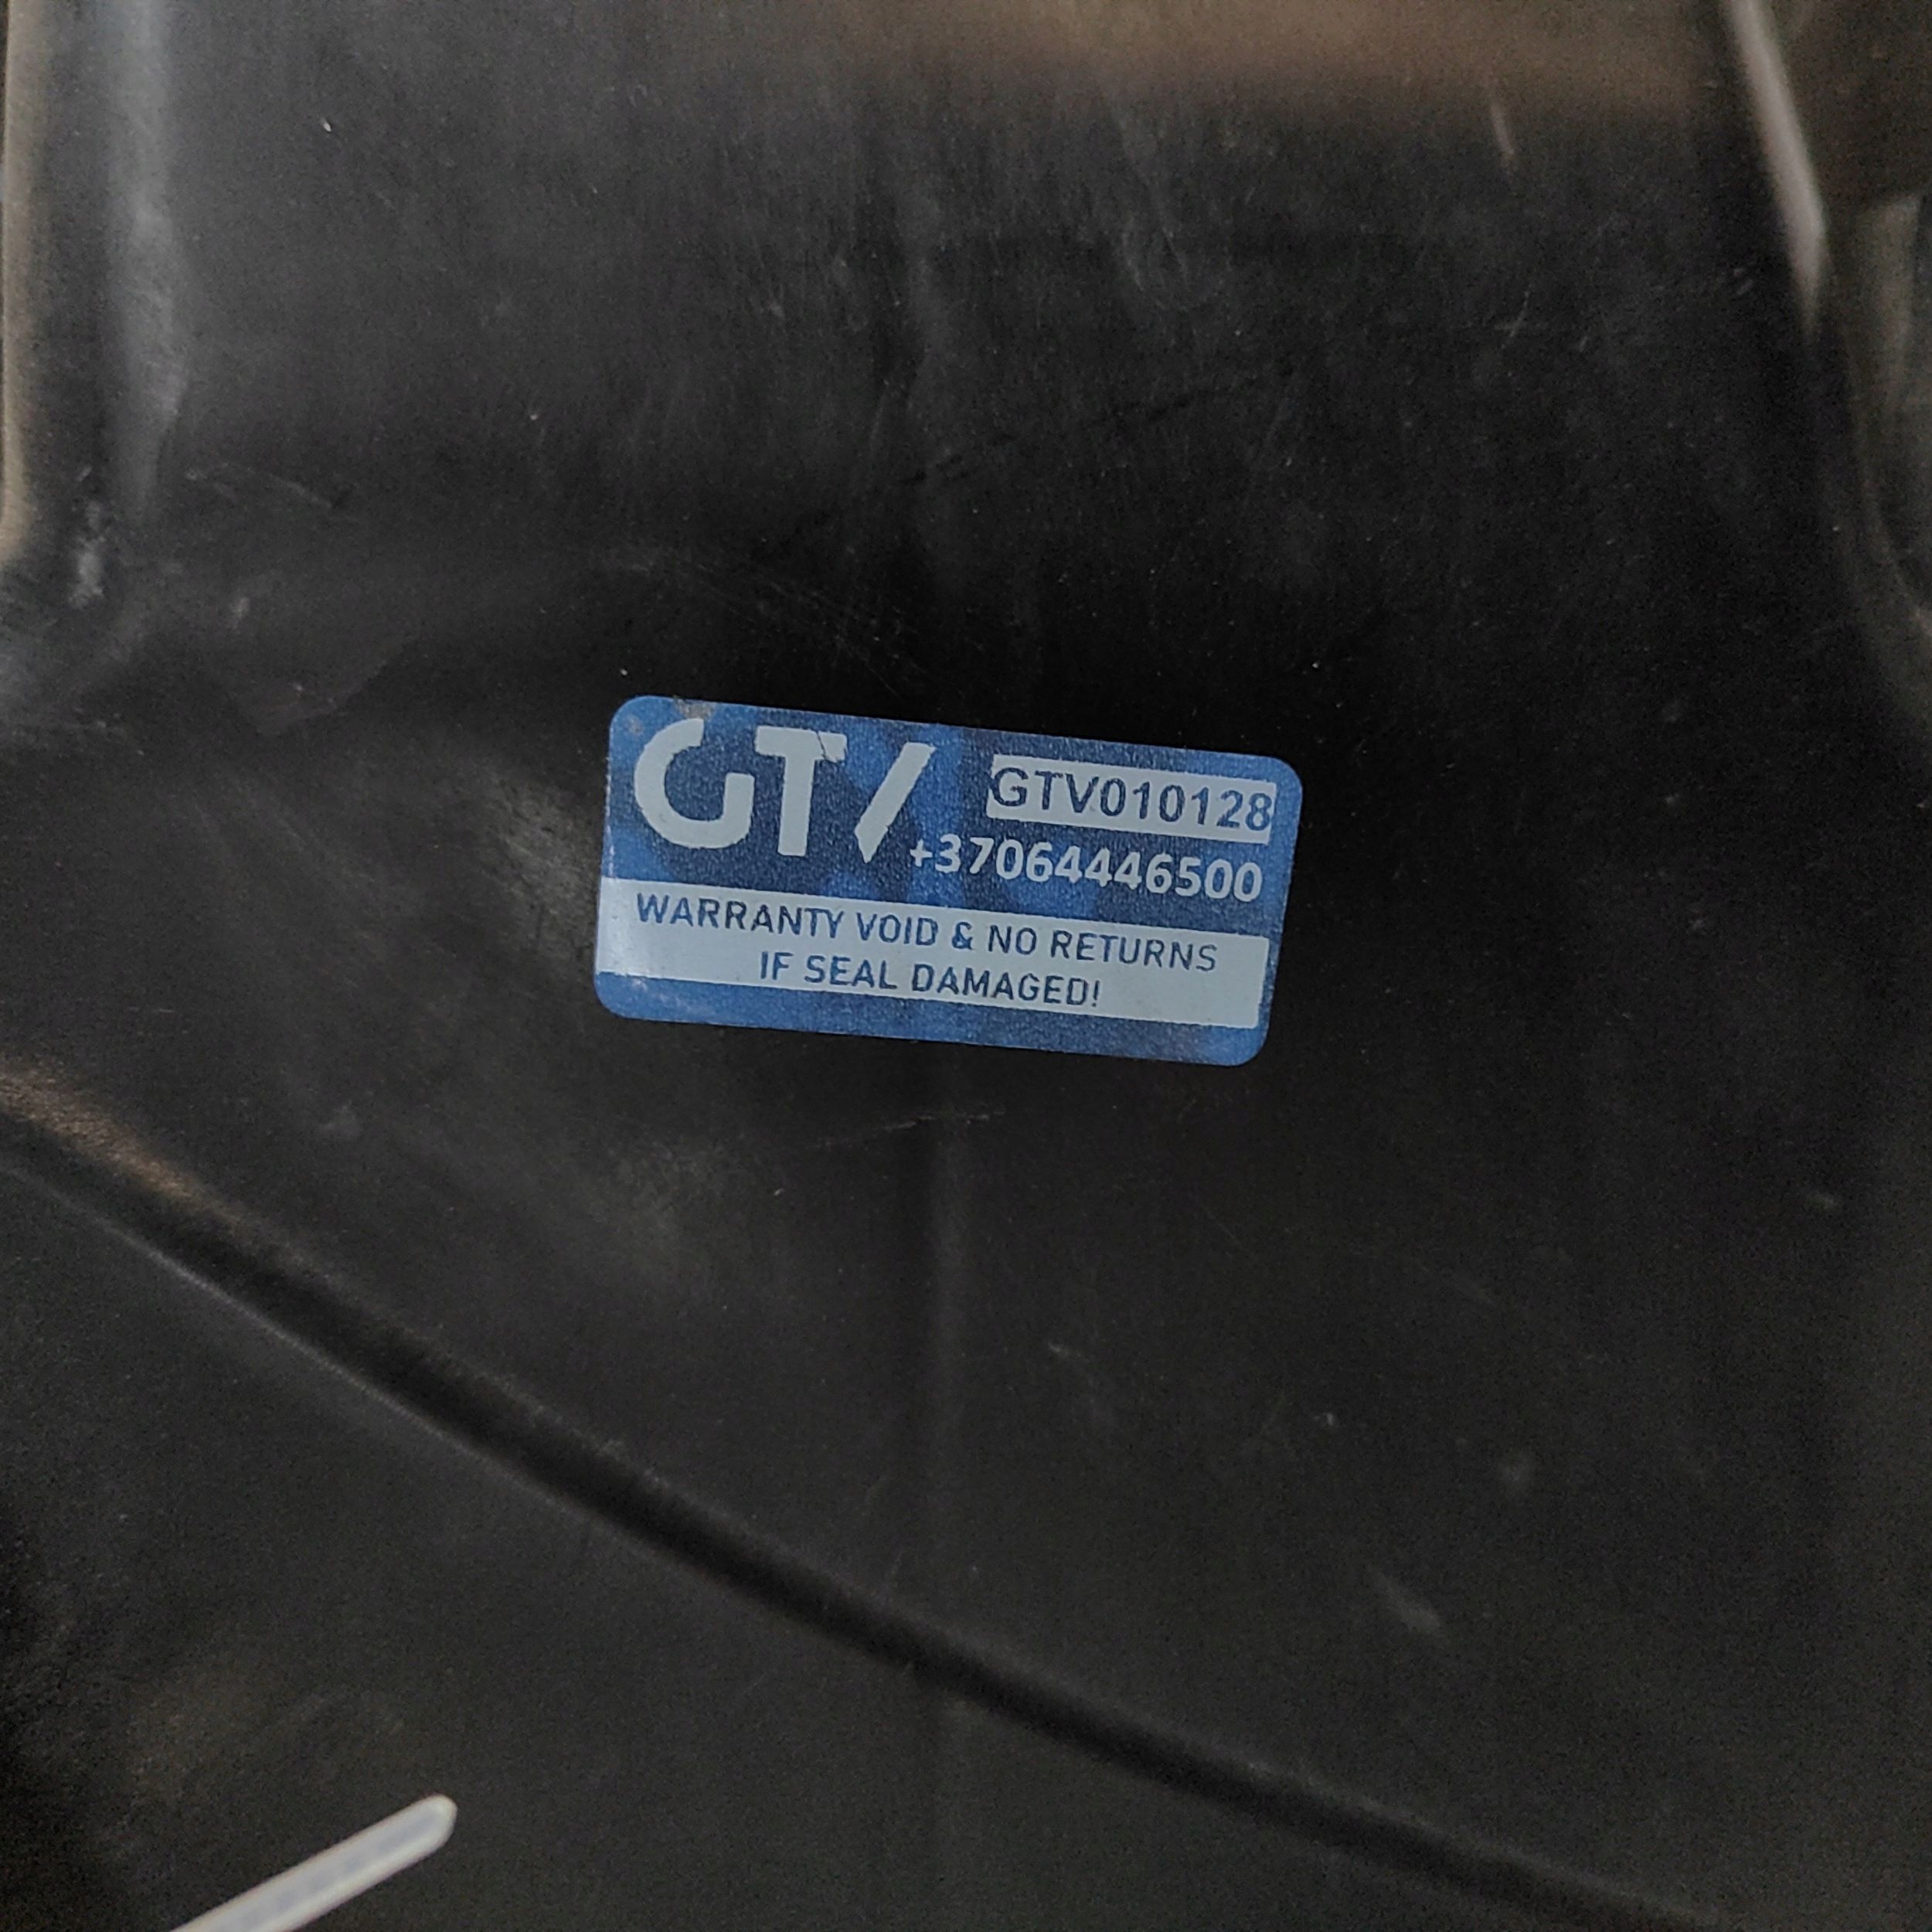 GTV
GTV010128
+37064446500
WARRANTY VOID & NO RETURNS
IF SEAL DAMAGED!